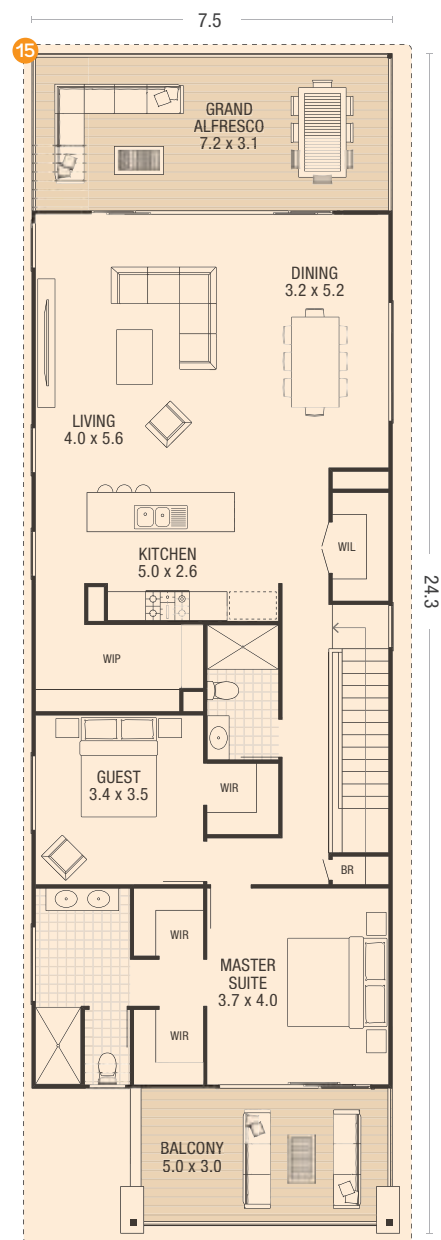 7.5
15
GRAND
ALFRESCO
7.2 x 3.1
DINING
3.2 x 5.2
LIVING
4.0 x 5.6
WIL
KITCHEN
5.0 x 2.6
24.3
WIP
GUEST
3.4 x 3.5
WIR
BR
WIR
MASTER
SUITE
3.7 x 4.0
WIR
BALCONY
5.0 x 3.0